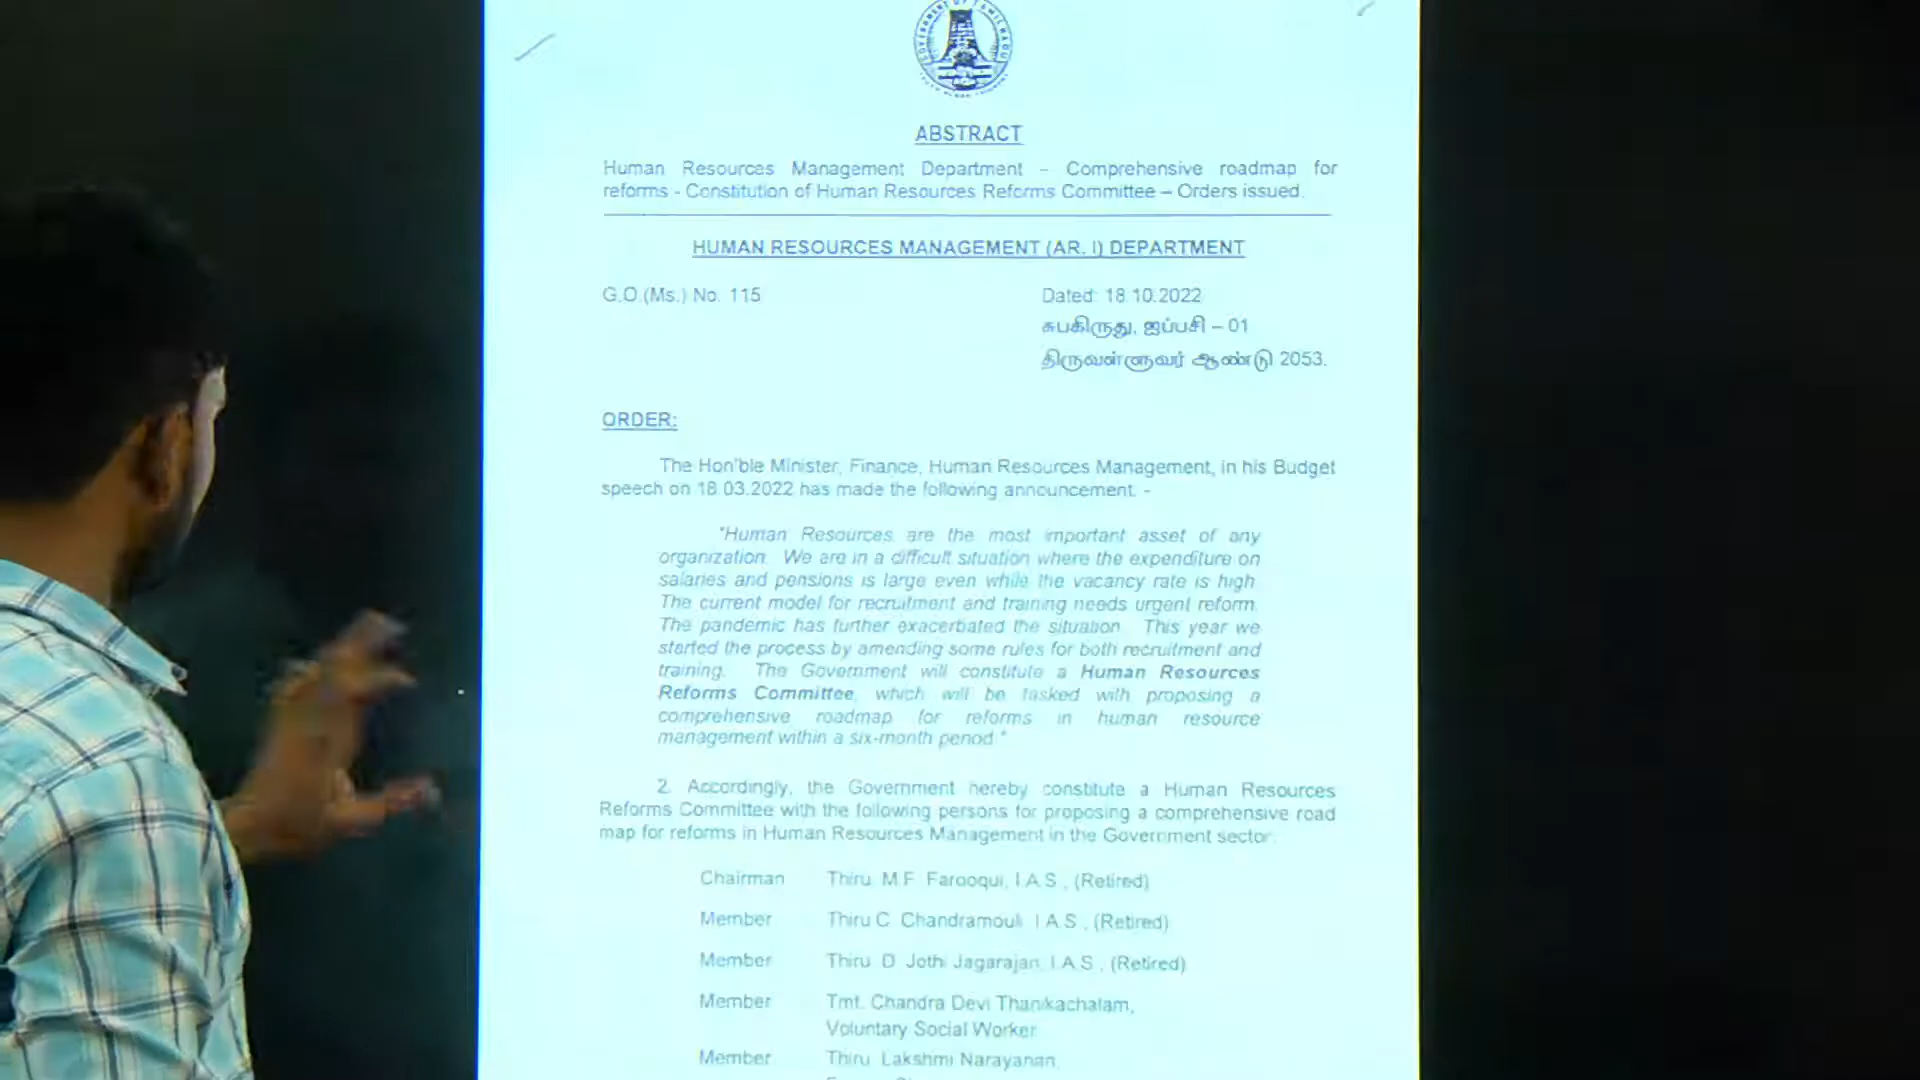 GOVERNMENT OF TAMILNADU
ABSTRACT
Human Resources Management Department – Comprehensive roadmap for
reforms - Constitution of Human Resources Reforms Committee – Orders issued.
HUMAN RESOURCES MANAGEMENT (AR. I) DEPARTMENT
G.O.(Ms.) No. 115
Dated: 18.10.2022
சுபகிருது, ஐப்பசி – 01
திருவள்ளுவர் ஆண்டு 2053.
ORDER:
The Hon'ble Minister, Finance, Human Resources Management, in his Budget
speech on 18.03.2022 has made the following announcement. -
"Human Resources are the most important asset of any
organization. We are in a difficult situation where the expenditure on
salaries and pensions is large even while the vacancy rate is high.
The current model for recruitment and training needs urgent reform.
The pandemic has further exacerbated the situation. This year we
started the process by amending some rules for both recruitment and
training. The Government will constitute a Human Resources
Reforms Committee, which will be tasked with proposing a
comprehensive roadmap for reforms in human resource
management within a six-month period."
2. Accordingly, the Government hereby constitute a Human Resources
Reforms Committee with the following persons for proposing a comprehensive road
map for reforms in Human Resources Management in the Government sector.
Chairman Thiru. M.F. Farooqui, I.A.S., (Retired)
Member Thiru C. Chandramouli, I.A.S., (Retired)
Member Thiru. D. Jothi Jagarajan, I.A.S., (Retired)
Member Tmt. Chandra Devi Thanikachalam,
Voluntary Social Worker
Member Thiru. Lakshmi Narayanan,